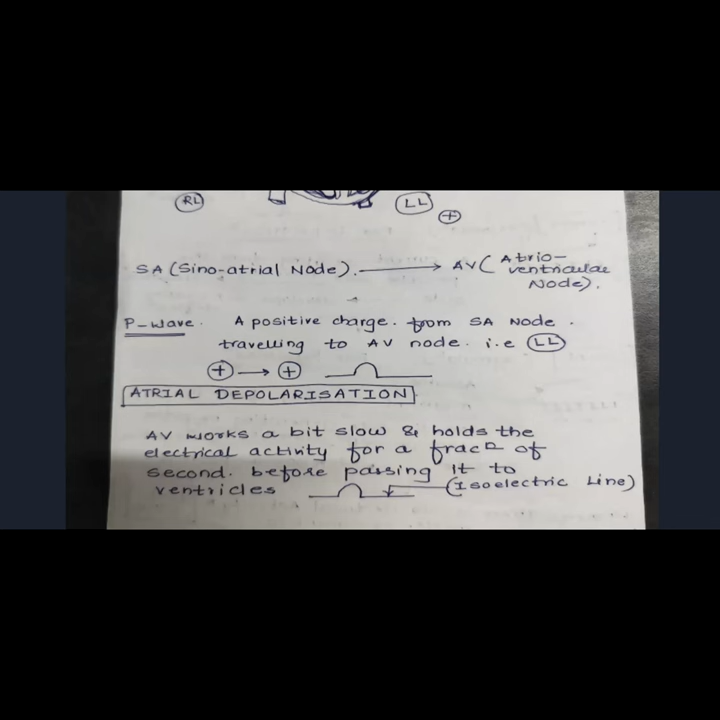 RL LL
+
SA (Sino-atrial Node). → AV ( Atrio-
ventricular
Node).
P-wave. A positive charge. from SA Node.
travelling to AV node. i.e LL
+ → +
ATRIAL DEPOLARISATION
AV works a bit slow & holds the
electrical activity for a fracn of
second. before passing it to
ventricles (Isoelectric Line)